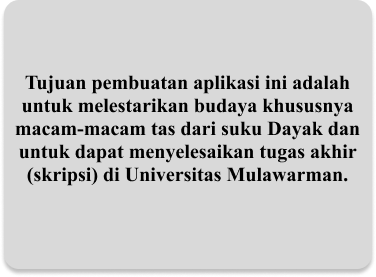 Tujuan pembuatan aplikasi ini adalah
untuk melestarikan budaya khususnya
macam-macam tas dari suku Dayak dan
untuk dapat menyelesaikan tugas akhir
(skripsi) di Universitas Mulawarman.